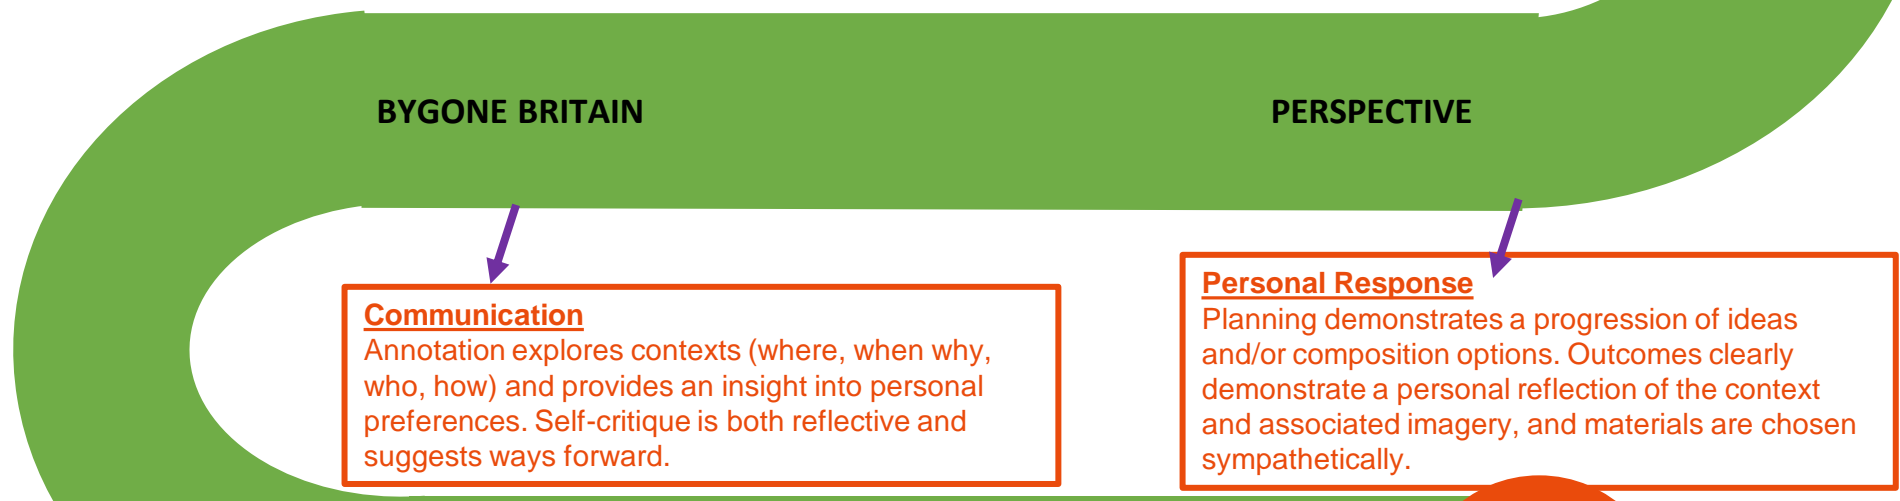 BYGONE BRITAIN
PERSPECTIVE
Communication
Annotation explores contexts (where, when why,
who, how) and provides an insight into personal
preferences. Self-critique is both reflective and
suggests ways forward.
Personal Response
Planning demonstrates a progression of ideas
and/or composition options. Outcomes clearly
demonstrate a personal reflection of the context
and associated imagery, and materials are chosen
sympathetically.